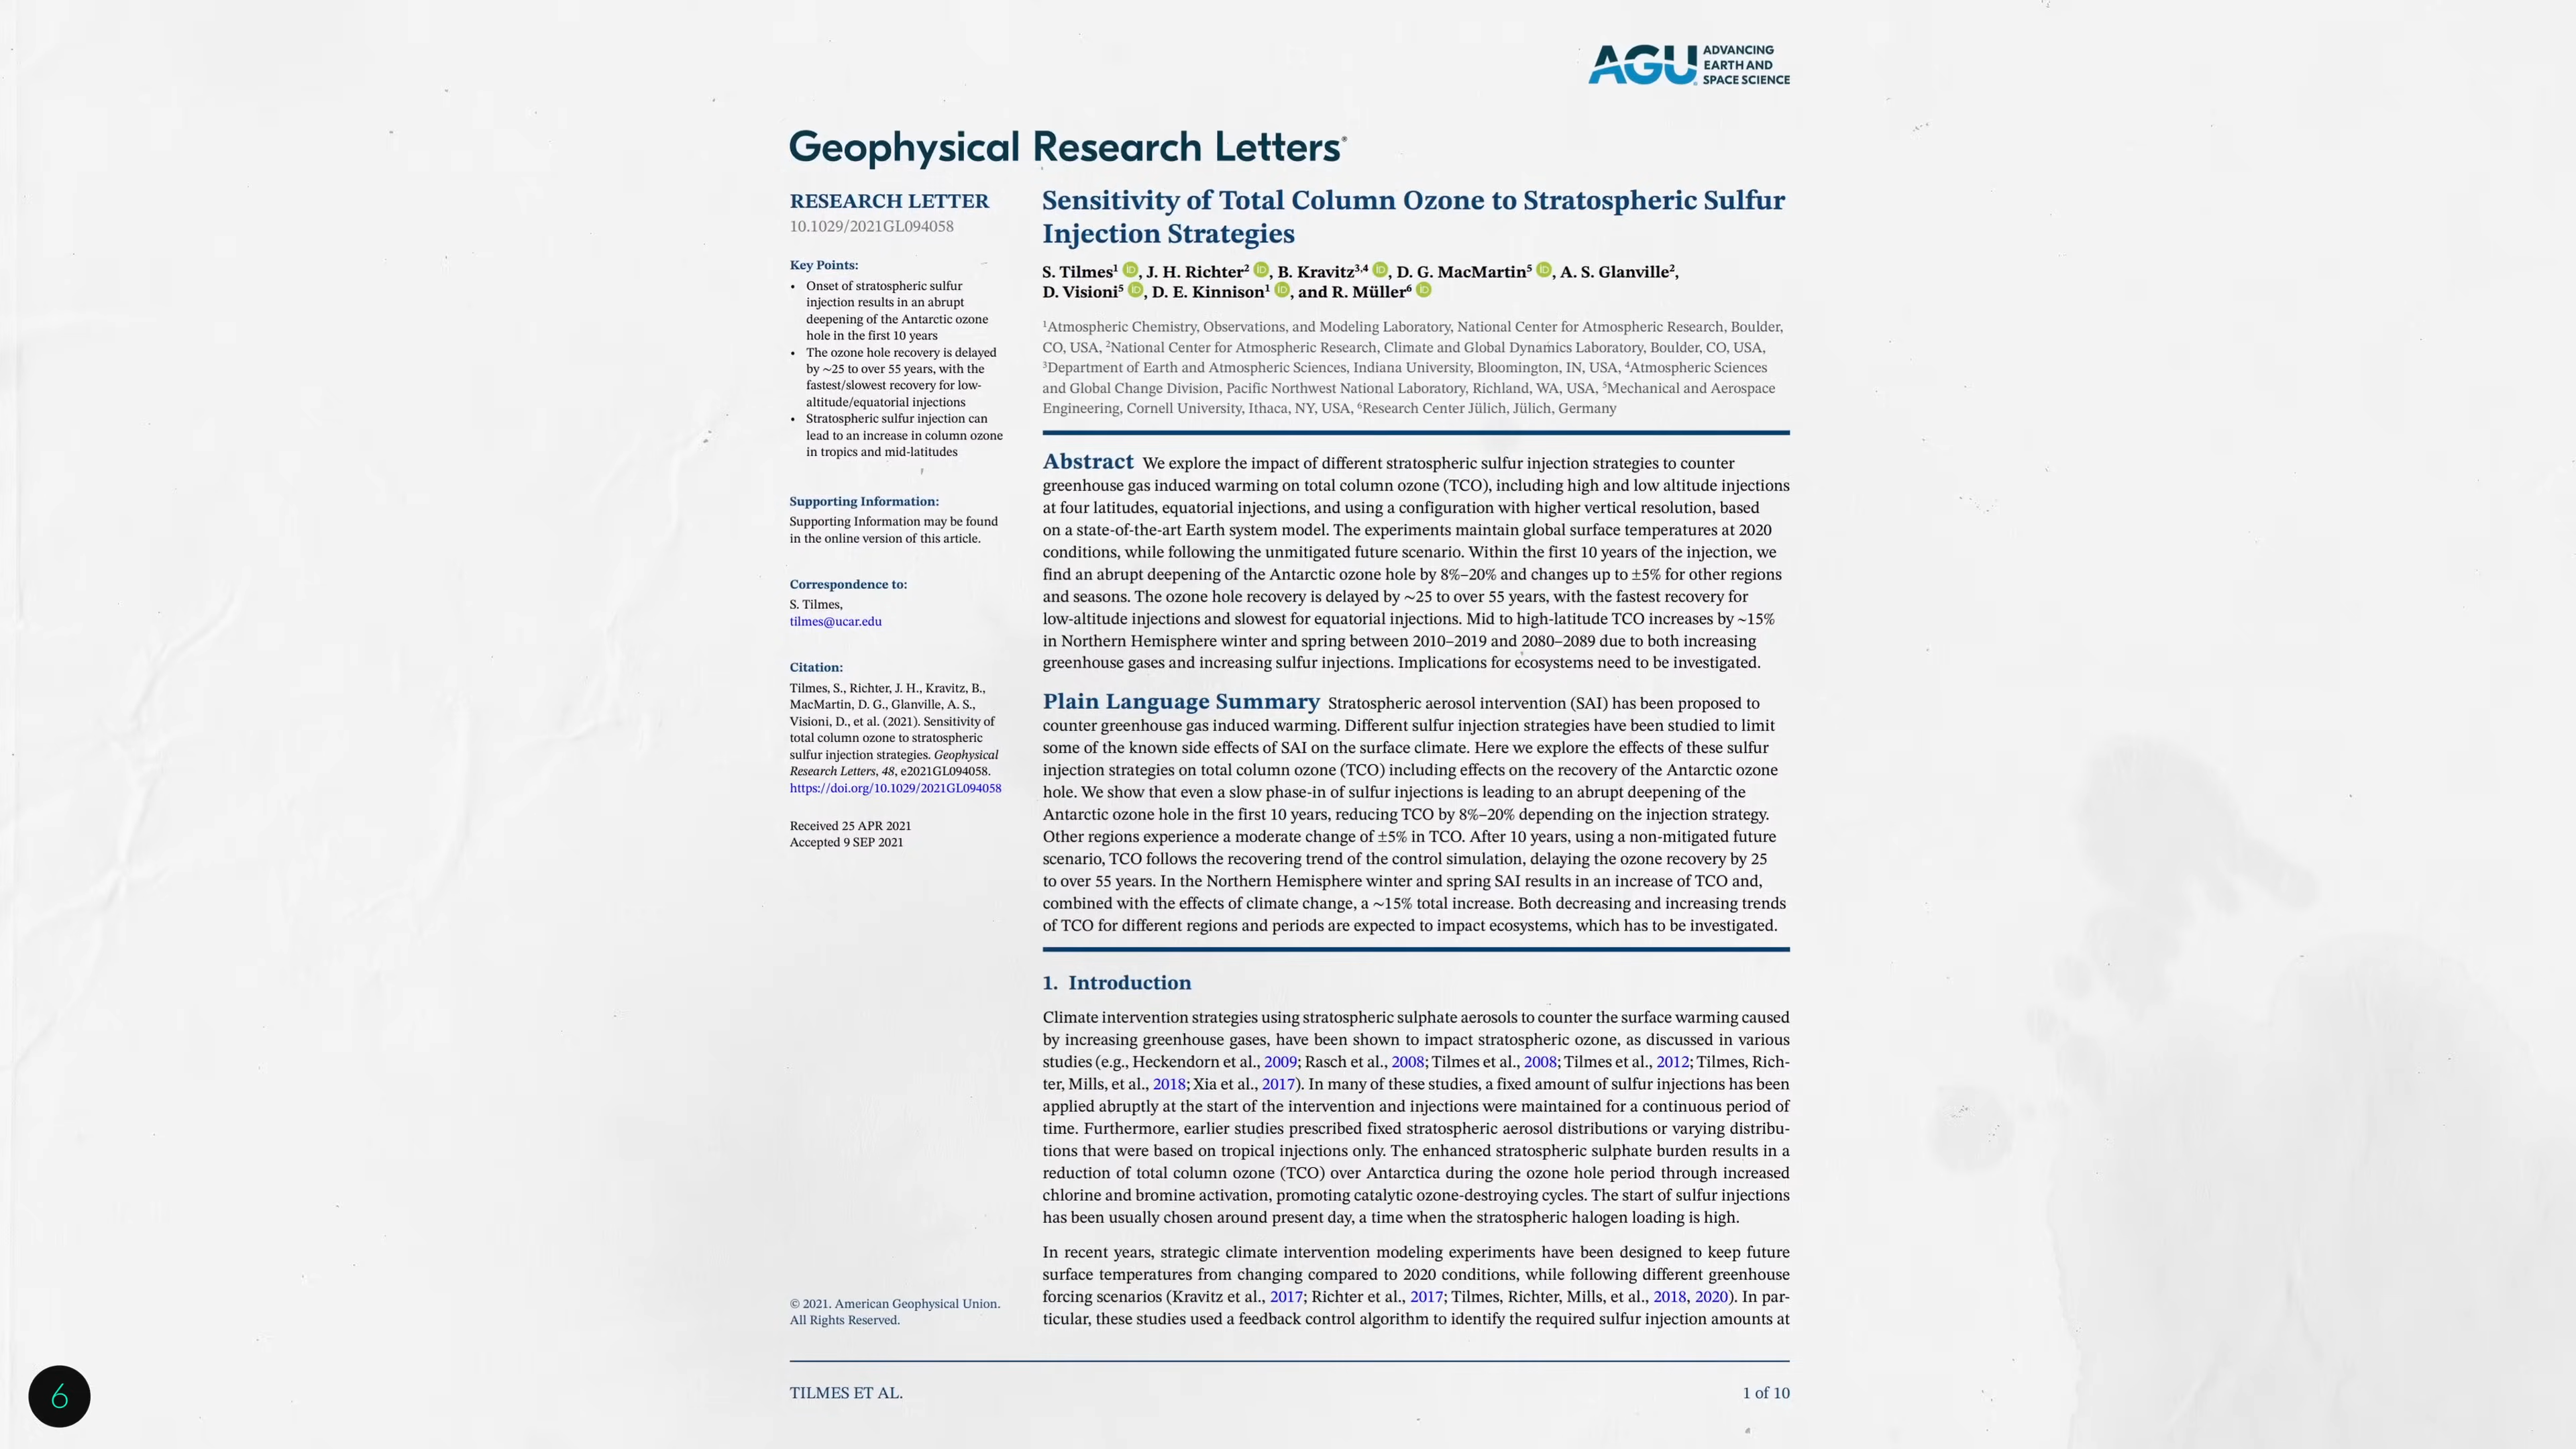 AGU ADVANCING
EARTH AND
SPACE SCIENCE
Geophysical Research Letters®
RESEARCH LETTER
10.1029/2021GL094058
Key Points:
• Onset of stratospheric sulfur
injection results in an abrupt
deepening of the Antarctic ozone
hole in the first 10 years
• The ozone hole recovery is delayed
by ~25 to over 55 years, with the
fastest/slowest recovery for low-
altitude/equatorial injections
• Stratospheric sulfur injection can
lead to an increase in column ozone
in tropics and mid-latitudes
Supporting Information:
Supporting Information may be found
in the online version of this article.
Correspondence to:
S. Tilmes,
tilmes@ucar.edu
Citation:
Tilmes, S., Richter, J. H., Kravitz, B.,
MacMartin, D. G., Glanville, A. S.,
Visioni, D., et al. (2021). Sensitivity of
total column ozone to stratospheric
sulfur injection strategies. Geophysical
Research Letters, 48, e2021GL094058.
https://doi.org/10.1029/2021GL094058
Received 25 APR 2021
Accepted 9 SEP 2021
© 2021. American Geophysical Union.
All Rights Reserved.
Sensitivity of Total Column Ozone to Stratospheric Sulfur
Injection Strategies
S. Tilmes¹ iD, J. H. Richter² iD, B. Kravitz³,⁴ iD, D. G. MacMartin⁵ iD, A. S. Glanville²,
D. Visioni⁵ iD, D. E. Kinnison¹ iD, and R. Müller⁶ iD
¹Atmospheric Chemistry, Observations, and Modeling Laboratory, National Center for Atmospheric Research, Boulder,
CO, USA, ²National Center for Atmospheric Research, Climate and Global Dynamics Laboratory, Boulder, CO, USA,
³Department of Earth and Atmospheric Sciences, Indiana University, Bloomington, IN, USA, ⁴Atmospheric Sciences
and Global Change Division, Pacific Northwest National Laboratory, Richland, WA, USA, ⁵Mechanical and Aerospace
Engineering, Cornell University, Ithaca, NY, USA, ⁶Research Center Jülich, Jülich, Germany
Abstract We explore the impact of different stratospheric sulfur injection strategies to counter
greenhouse gas induced warming on total column ozone (TCO), including high and low altitude injections
at four latitudes, equatorial injections, and using a configuration with higher vertical resolution, based
on a state-of-the-art Earth system model. The experiments maintain global surface temperatures at 2020
conditions, while following the unmitigated future scenario. Within the first 10 years of the injection, we
find an abrupt deepening of the Antarctic ozone hole by 8%–20% and changes up to ±5% for other regions
and seasons. The ozone hole recovery is delayed by ~25 to over 55 years, with the fastest recovery for
low-altitude injections and slowest for equatorial injections. Mid to high-latitude TCO increases by ~15%
in Northern Hemisphere winter and spring between 2010–2019 and 2080–2089 due to both increasing
greenhouse gases and increasing sulfur injections. Implications for ecosystems need to be investigated.
Plain Language Summary Stratospheric aerosol intervention (SAI) has been proposed to
counter greenhouse gas induced warming. Different sulfur injection strategies have been studied to limit
some of the known side effects of SAI on the surface climate. Here we explore the effects of these sulfur
injection strategies on total column ozone (TCO) including effects on the recovery of the Antarctic ozone
hole. We show that even a slow phase-in of sulfur injections is leading to an abrupt deepening of the
Antarctic ozone hole in the first 10 years, reducing TCO by 8%–20% depending on the injection strategy.
Other regions experience a moderate change of ±5% in TCO. After 10 years, using a non-mitigated future
scenario, TCO follows the recovering trend of the control simulation, delaying the ozone recovery by 25
to over 55 years. In the Northern Hemisphere winter and spring SAI results in an increase of TCO and,
combined with the effects of climate change, a ~15% total increase. Both decreasing and increasing trends
of TCO for different regions and periods are expected to impact ecosystems, which has to be investigated.
1. Introduction
Climate intervention strategies using stratospheric sulphate aerosols to counter the surface warming caused
by increasing greenhouse gases, have been shown to impact stratospheric ozone, as discussed in various
studies (e.g., Heckendorn et al., 2009; Rasch et al., 2008; Tilmes et al., 2008; Tilmes et al., 2012; Tilmes, Rich-
ter, Mills, et al., 2018; Xia et al., 2017). In many of these studies, a fixed amount of sulfur injections has been
applied abruptly at the start of the intervention and injections were maintained for a continuous period of
time. Furthermore, earlier studies prescribed fixed stratospheric aerosol distributions or varying distribu-
tions that were based on tropical injections only. The enhanced stratospheric sulphate burden results in a
reduction of total column ozone (TCO) over Antarctica during the ozone hole period through increased
chlorine and bromine activation, promoting catalytic ozone-destroying cycles. The start of sulfur injections
has been usually chosen around present day, a time when the stratospheric halogen loading is high.
In recent years, strategic climate intervention modeling experiments have been designed to keep future
surface temperatures from changing compared to 2020 conditions, while following different greenhouse
forcing scenarios (Kravitz et al., 2017; Richter et al., 2017; Tilmes, Richter, Mills, et al., 2018, 2020). In par-
ticular, these studies used a feedback control algorithm to identify the required sulfur injection amounts at
TILMES ET AL.
1 of 10
6